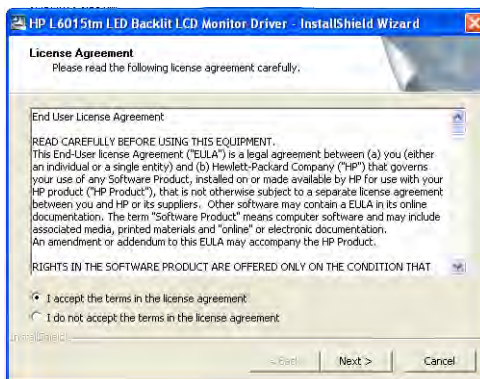 HP L6015tm LED Backlit LCD Monitor Driver - InstallShield Wizard
License Agreement
Please read the following license agreement carefully.
End User License Agreement
READ CAREFULLY BEFORE USING THIS EQUIPMENT.
This End-User license Agreement ("EULA") is a legal agreement between (a) you (either
an individual or a single entity) and (b) Hewlett-Packard Company ("HP") that governs
your use of any Software Product, installed on or made available by HP for use with your
HP product ("HP Product"), that is not otherwise subject to a separate license agreement
between you and HP or its suppliers. Other software may contain a EULA in its online
documentation. The term "Software Product" means computer software and may include
associated media, printed materials and "online" or electronic documentation.
An amendment or addendum to this EULA may accompany the HP Product.
RIGHTS IN THE SOFTWARE PRODUCT ARE OFFERED ONLY ON THE CONDITION THAT
I accept the terms in the license agreement
I do not accept the terms in the license agreement
InstallShield
< Back
Next >
Cancel